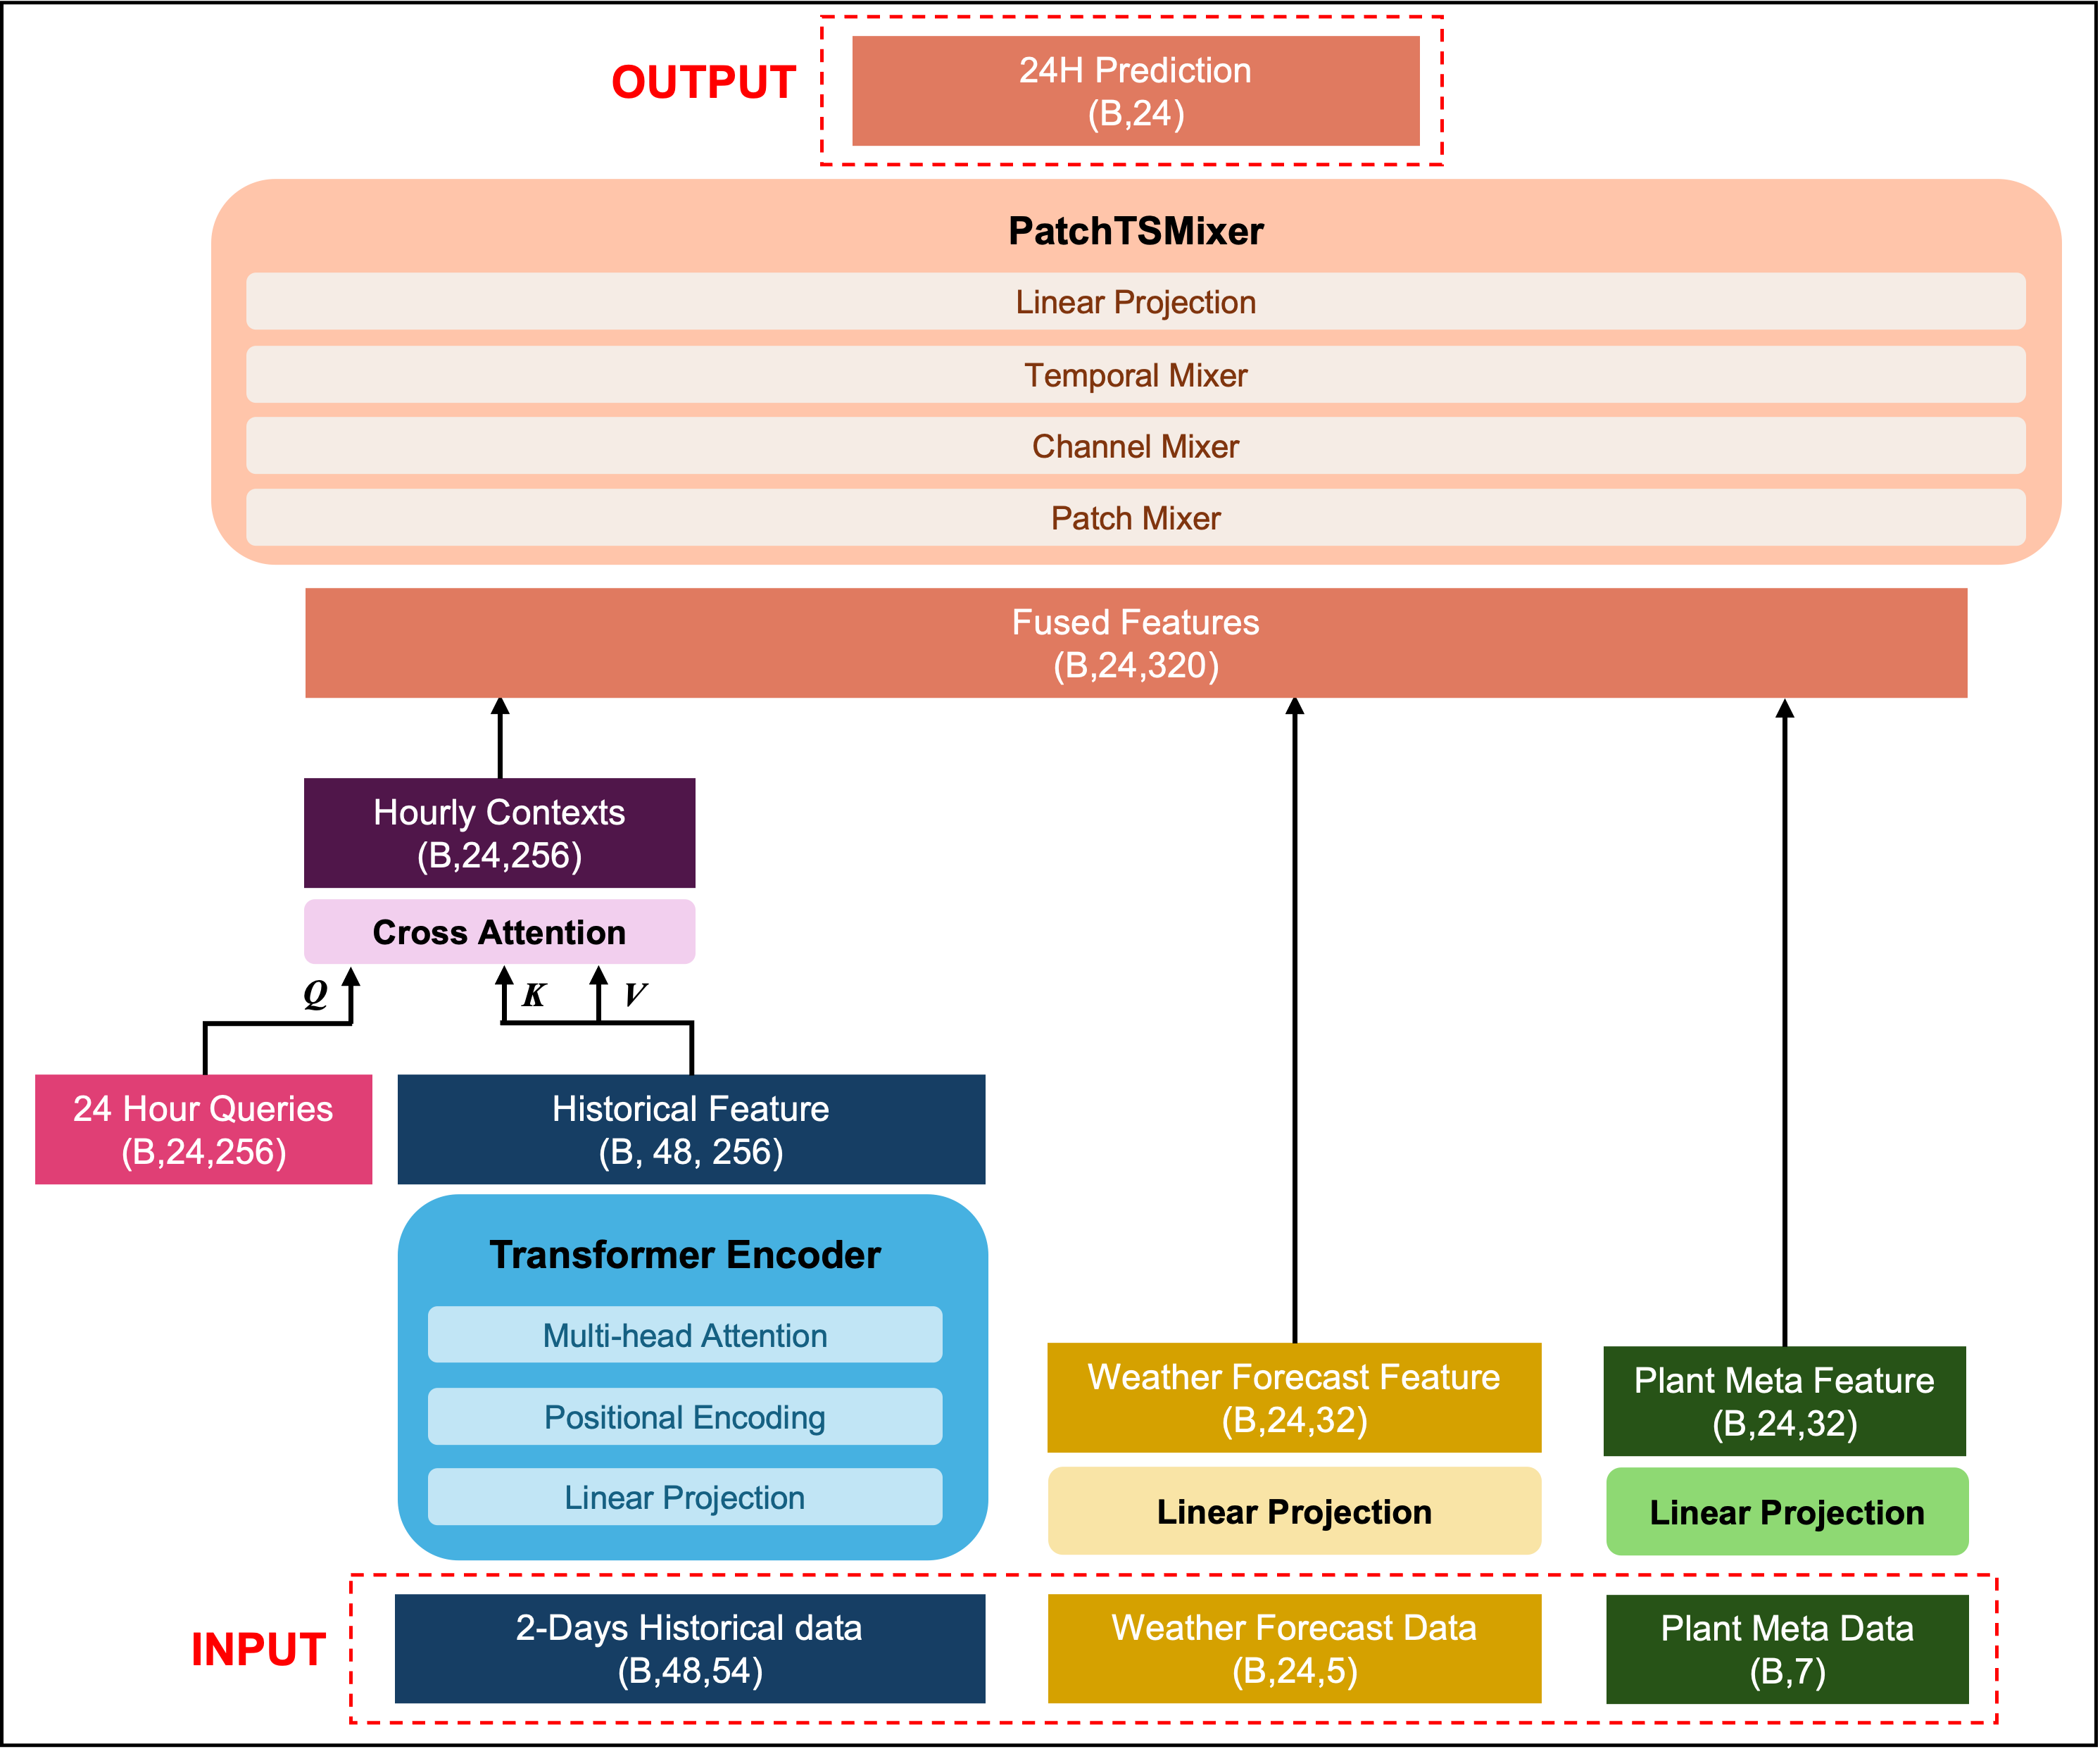 OUTPUT
24H Prediction
(B,24)
PatchTSMixer
Linear Projection
Temporal Mixer
Channel Mixer
Patch Mixer
Fused Features
(B,24,320)
Hourly Contexts
(B,24,256)
Cross Attention
Q
K
V
24 Hour Queries
(B,24,256)
Historical Feature
(B, 48, 256)
Transformer Encoder
Multi-head Attention
Positional Encoding
Linear Projection
Weather Forecast Feature
(B,24,32)
Linear Projection
Plant Meta Feature
(B,24,32)
Linear Projection
INPUT
2-Days Historical data
(B,48,54)
Weather Forecast Data
(B,24,5)
Plant Meta Data
(B,7)